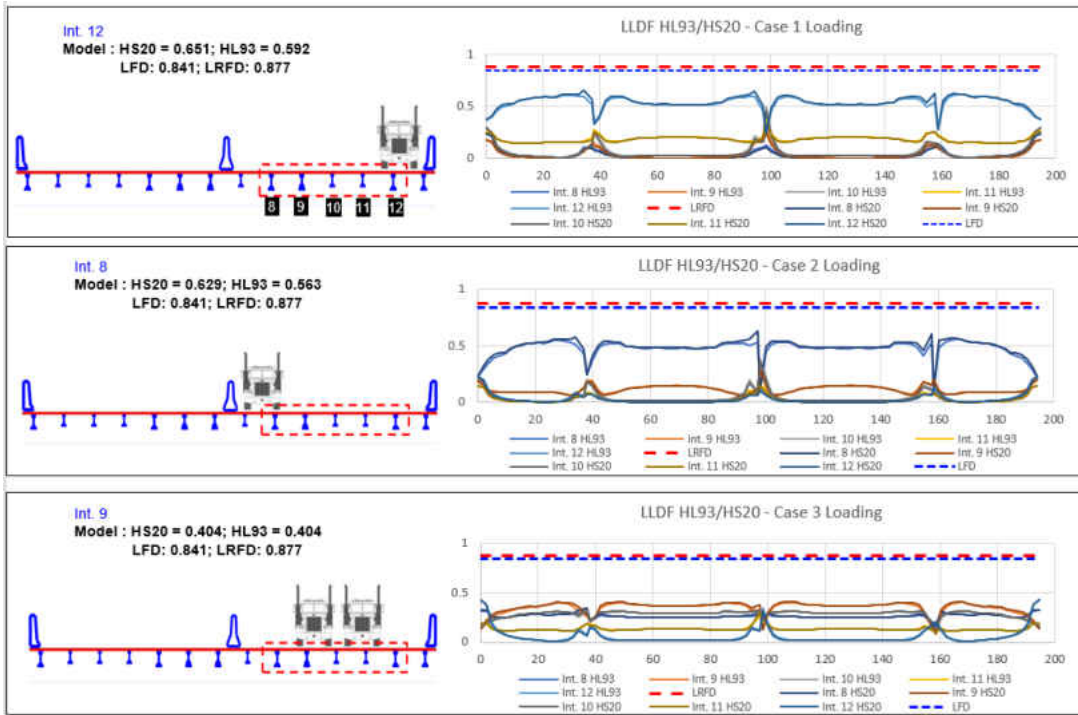 Int. 12
Model : HS20 = 0.651; HL93 = 0.592
LFD: 0.841; LRFD: 0.877
8 9 10 11 12
LLDF HL93/HS20 - Case 1 Loading
1
0.5
0
0 20 40 60 80 100 120 140 160 180 200
Int. 8 HL93 Int. 9 HL93 Int. 10 HL93 Int. 11 HL93
Int. 12 HL93 LRFD Int. 8 HS20 Int. 9 HS20
Int. 10 HS20 Int. 11 HS20 Int. 12 HS20 LFD
Int. 8
Model : HS20 = 0.629; HL93 = 0.563
LFD: 0.841; LRFD: 0.877
LLDF HL93/HS20 - Case 2 Loading
1
0.5
0
0 20 40 60 80 100 120 140 160 180 200
Int. 8 HL93 Int. 9 HL93 Int. 10 HL93 Int. 11 HL93
Int. 12 HL93 LRFD Int. 8 HS20 Int. 9 HS20
Int. 10 HS20 Int. 11 HS20 Int. 12 HS20 LFD
Int. 9
Model : HS20 = 0.404; HL93 = 0.404
LFD: 0.841; LRFD: 0.877
LLDF HL93/HS20 - Case 3 Loading
1
0.5
0
0 20 40 60 80 100 120 140 160 180 200
Int. 8 HL93 Int. 9 HL93 Int. 10 HL93 Int. 11 HL93
Int. 12 HL93 LRFD Int. 8 HS20 Int. 9 HS20
Int. 10 HS20 Int. 11 HS20 Int. 12 HS20 LFD